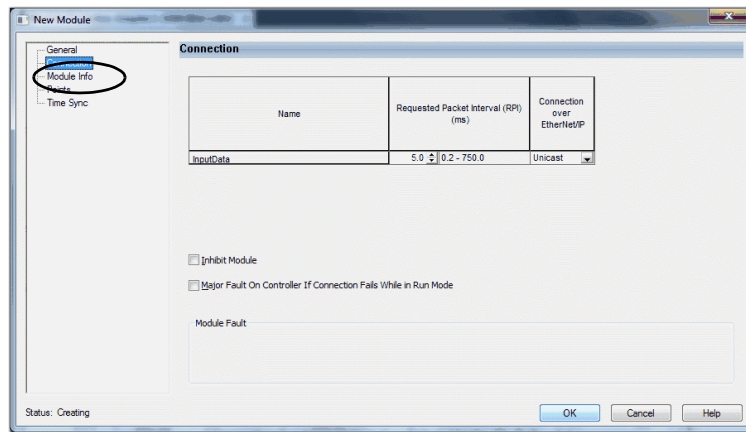 New Module
General
Connection
Module Info
Points
Time Sync
Connection
Name
Requested Packet Interval (RPI)
(ms)
Connection
over
EtherNet/IP
InputData
5.0
0.2 - 750.0
Unicast
Inhibit Module
Major Fault On Controller If Connection Fails While in Run Mode
Module Fault
Status: Creating
OK
Cancel
Help